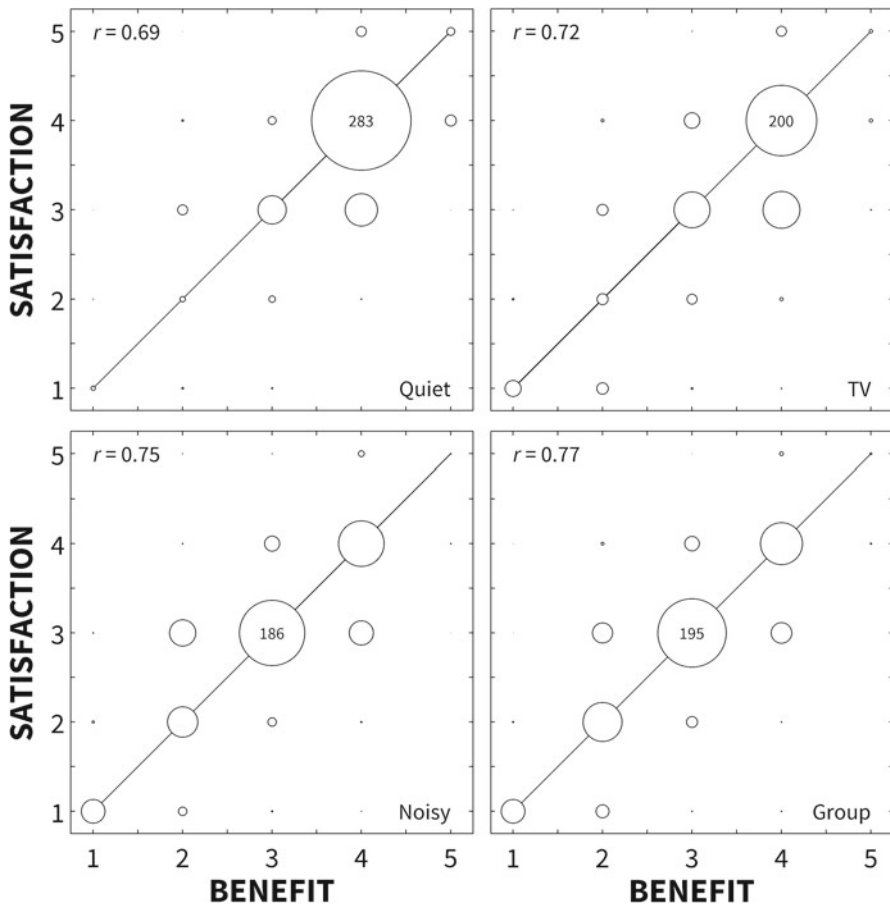 r = 0.69
5
4
3
2
1
SATISFACTION
283
Quiet
r = 0.72
200
TV
r = 0.75
5
4
3
2
1
SATISFACTION
186
Noisy
1 2 3 4 5
BENEFIT
r = 0.77
195
Group
1 2 3 4 5
BENEFIT